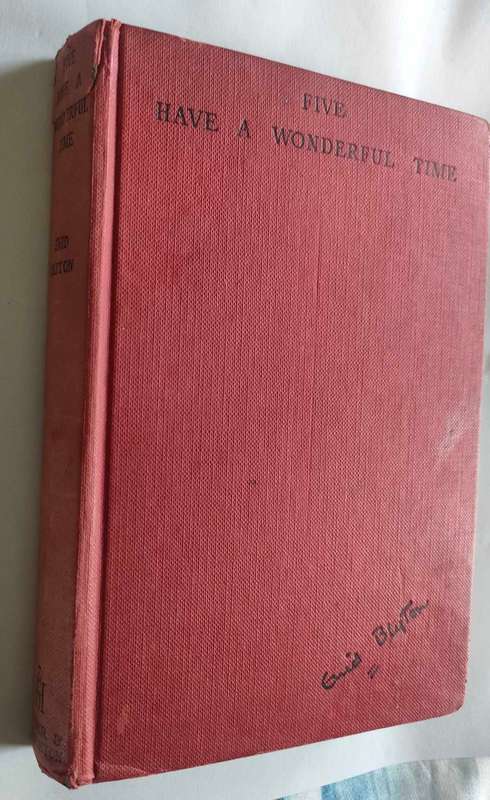 FIVE
HAVE A WONDERFUL TIME
Enid Blyton
FIVE
HAVE A
WONDERFUL
TIME
ENID
BLYTON